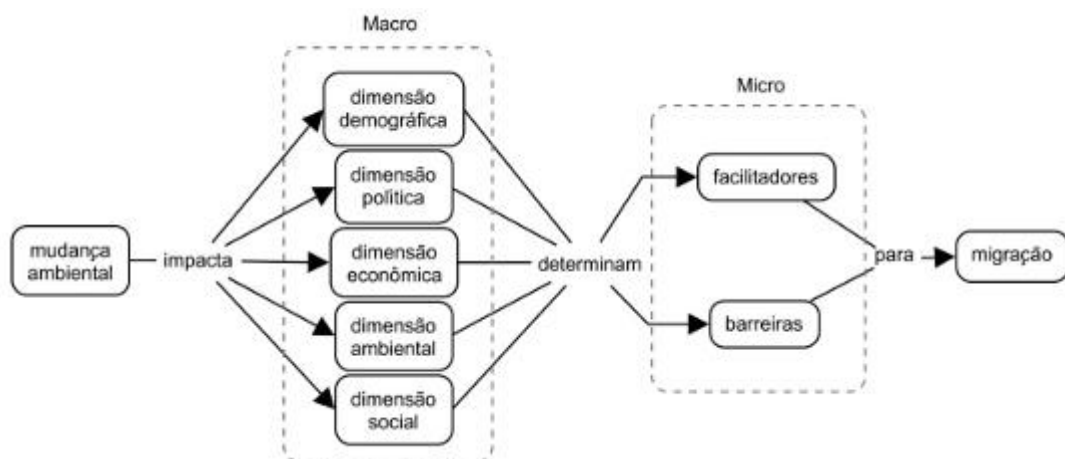 Macro
dimensão
demográfica
dimensão
política
dimensão
econômica
dimensão
ambiental
dimensão
social
mudança
ambiental
impacta
determinam
Micro
facilitadores
barreiras
para
migração